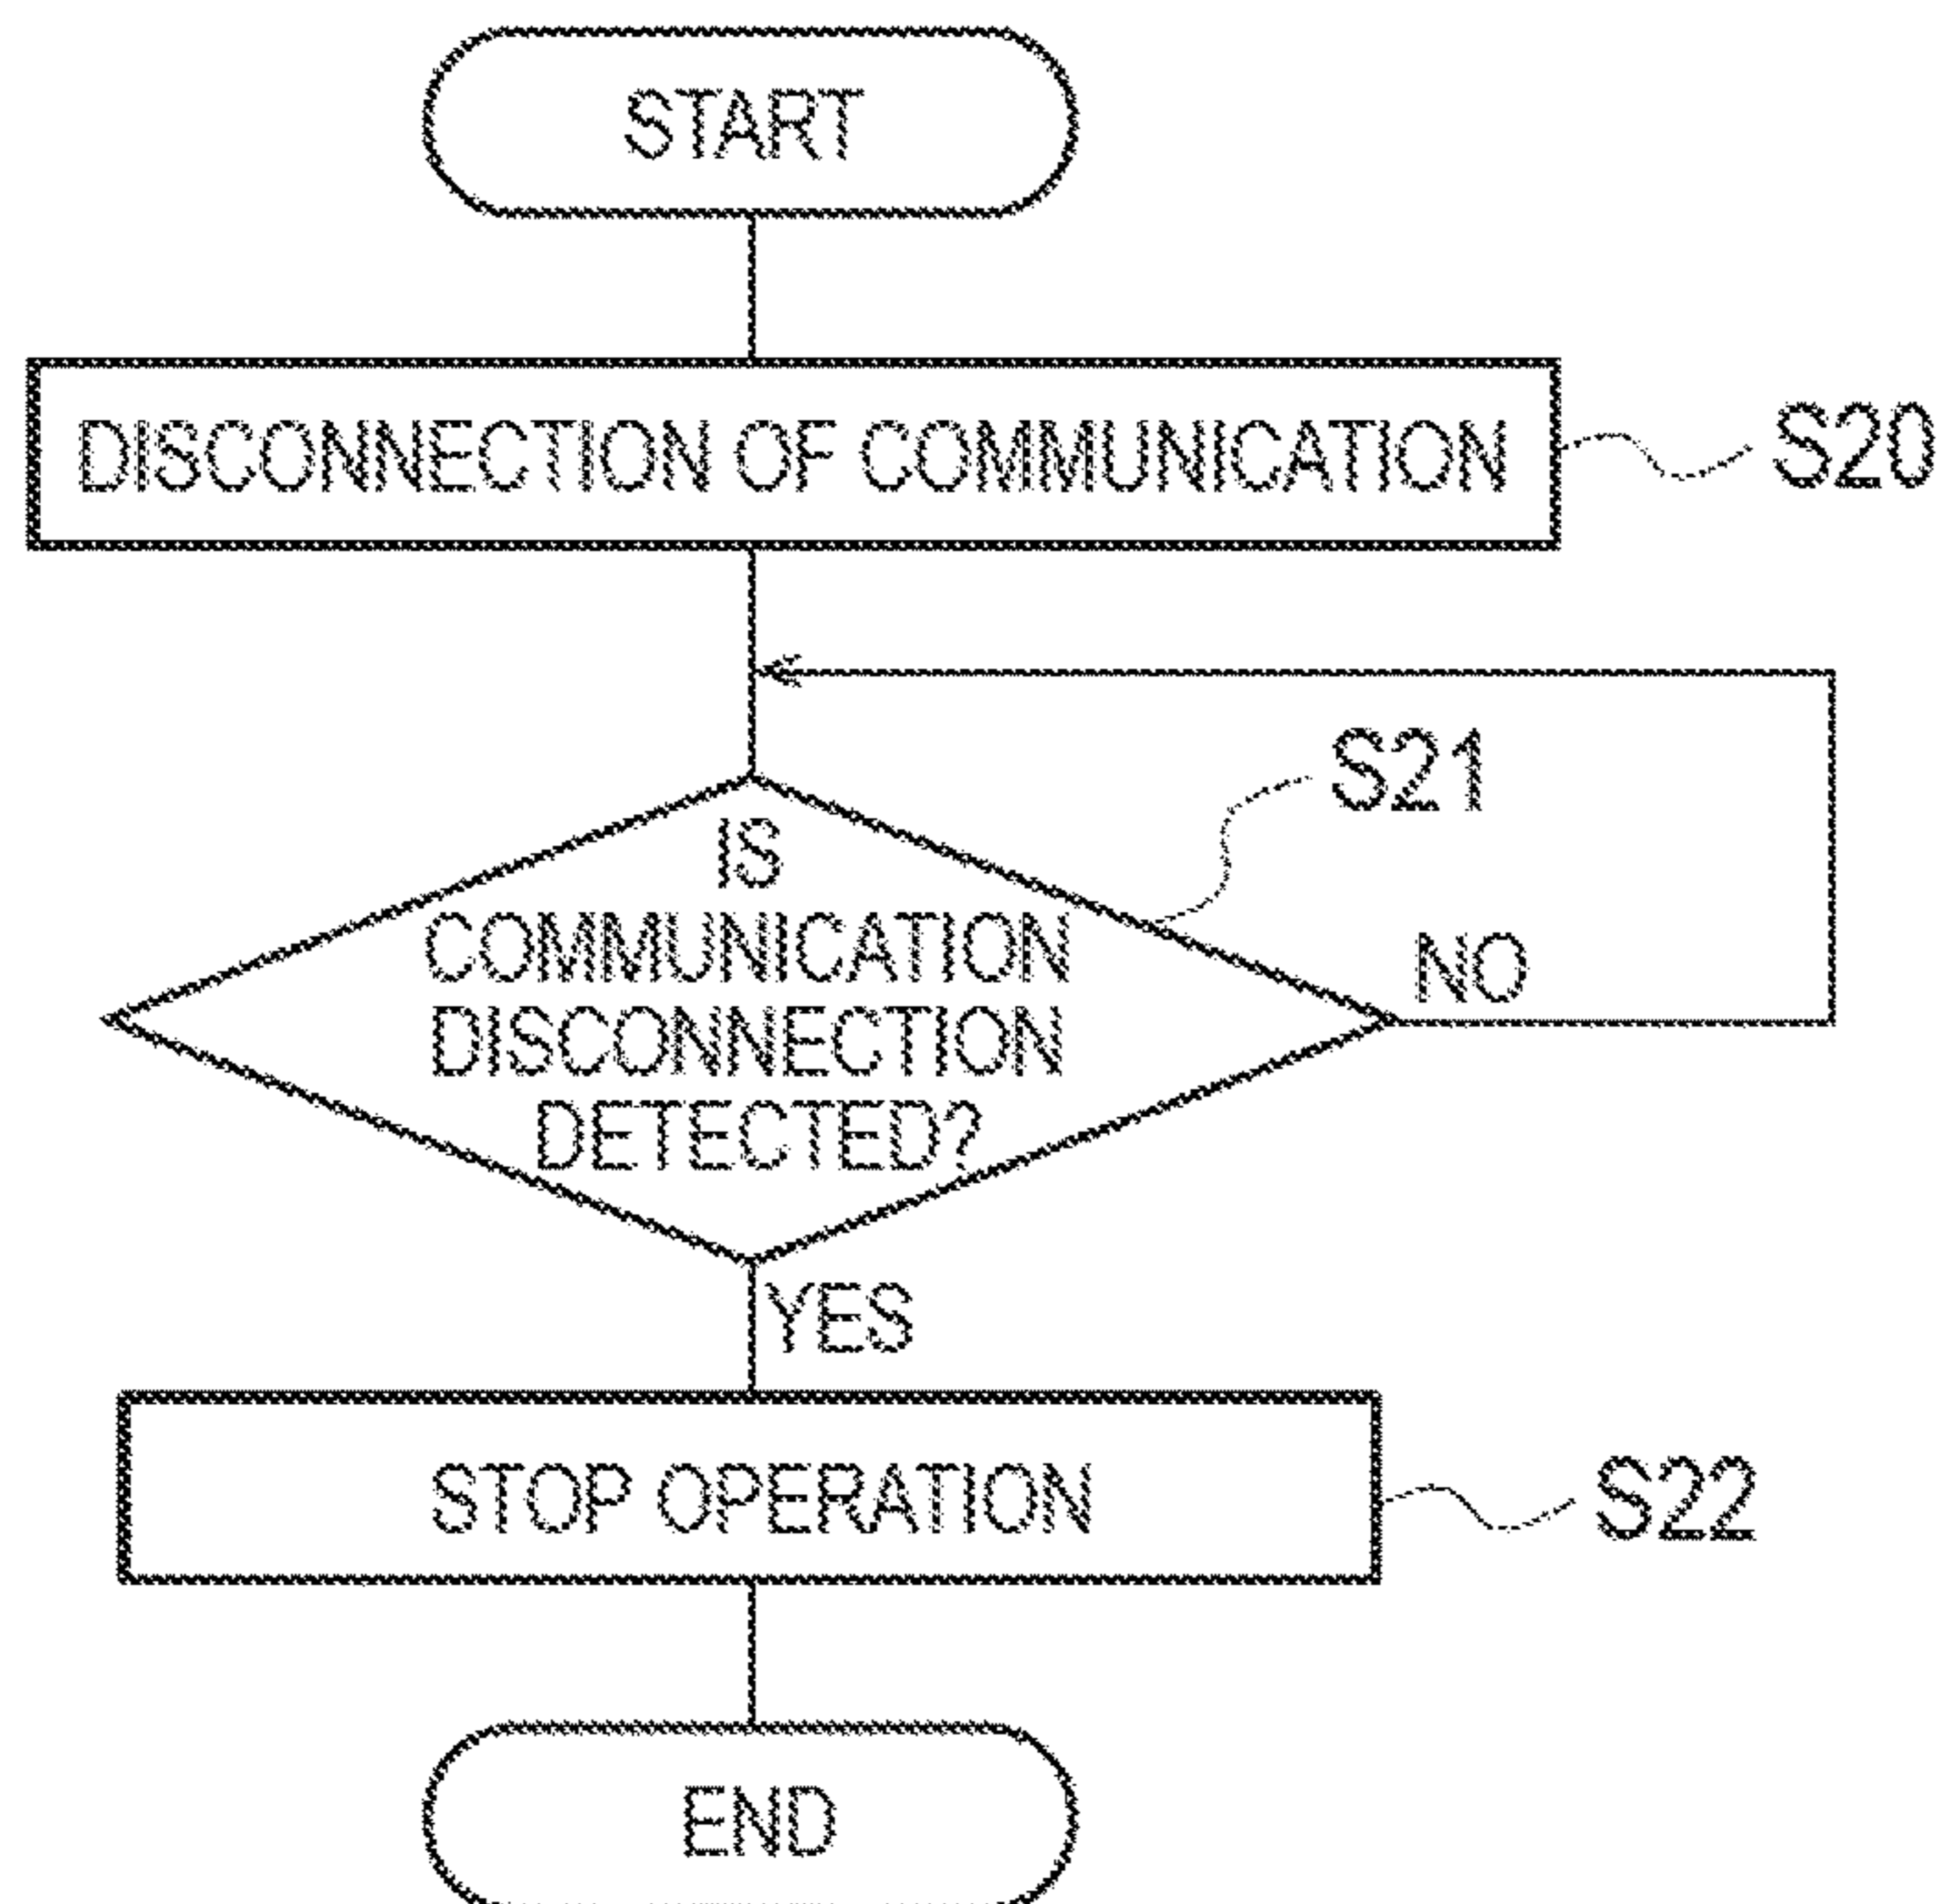 START
DISCONNECTION OF COMMUNICATION
S20
S21
IS
COMMUNICATION
DISCONNECTION
DETECTED?
NO
YES
STOP OPERATION
S22
END